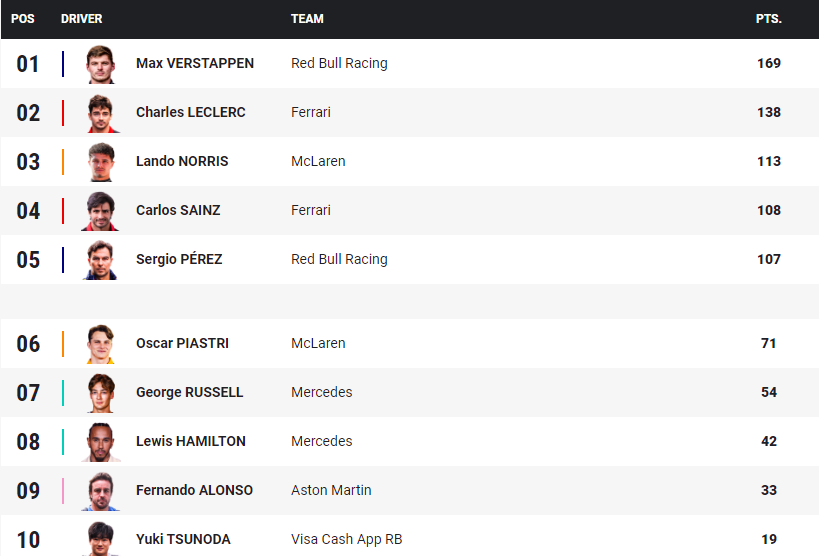 POS DRIVER TEAM PTS.
01 Max VERSTAPPEN Red Bull Racing 169
02 Charles LECLERC Ferrari 138
03 Lando NORRIS McLaren 113
04 Carlos SAINZ Ferrari 108
05 Sergio PÉREZ Red Bull Racing 107
06 Oscar PIASTRI McLaren 71
07 George RUSSELL Mercedes 54
08 Lewis HAMILTON Mercedes 42
09 Fernando ALONSO Aston Martin 33
10 Yuki TSUNODA Visa Cash App RB 19